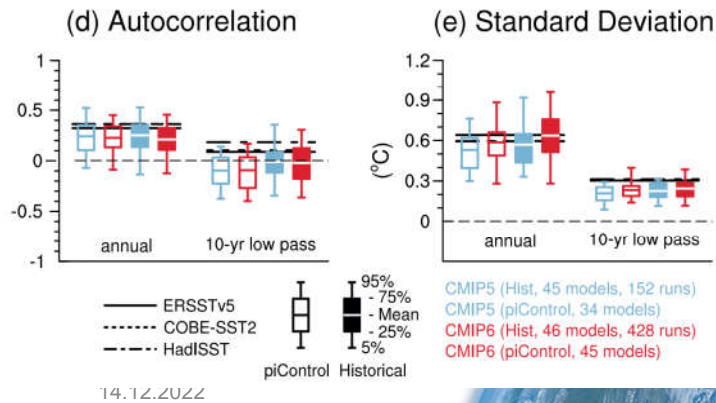 (d) Autocorrelation
1
0.5
0
-0.5
-1
annual
10-yr low pass
(e) Standard Deviation
(ºC)
1.2
0.9
0.6
0.3
0
annual
10-yr low pass
ERSSTv5
COBE-SST2
HadISST
95%
- 75%
- Mean
- 25%
5%
piControl Historical
CMIP5 (Hist, 45 models, 152 runs)
CMIP5 (piControl, 34 models)
CMIP6 (Hist, 46 models, 428 runs)
CMIP6 (piControl, 45 models)
14.12.2022